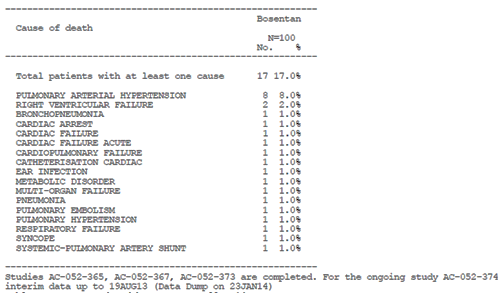 Bosentan
Cause of death
N=100
No. %
Total patients with at least one cause 17 17.0%
PULMONARY ARTERIAL HYPERTENSION 8 8.0%
RIGHT VENTRICULAR FAILURE 2 2.0%
BRONCHOPNEUMONIA 1 1.0%
CARDIAC ARREST 1 1.0%
CARDIAC FAILURE 1 1.0%
CARDIAC FAILURE ACUTE 1 1.0%
CARDIOPULMONARY FAILURE 1 1.0%
CATHETERISATION CARDIAC 1 1.0%
EAR INFECTION 1 1.0%
METABOLIC DISORDER 1 1.0%
MULTI-ORGAN FAILURE 1 1.0%
PNEUMONIA 1 1.0%
PULMONARY EMBOLISM 1 1.0%
PULMONARY HYPERTENSION 1 1.0%
RESPIRATORY FAILURE 1 1.0%
SYNCOPE 1 1.0%
SYSTEMIC-PULMONARY ARTERY SHUNT 1 1.0%
Studies AC-052-365, AC-052-367, AC-052-373 are completed. For the ongoing study AC-052-374
interim data up to 19AUG13 (Data Dump on 23JAN14)